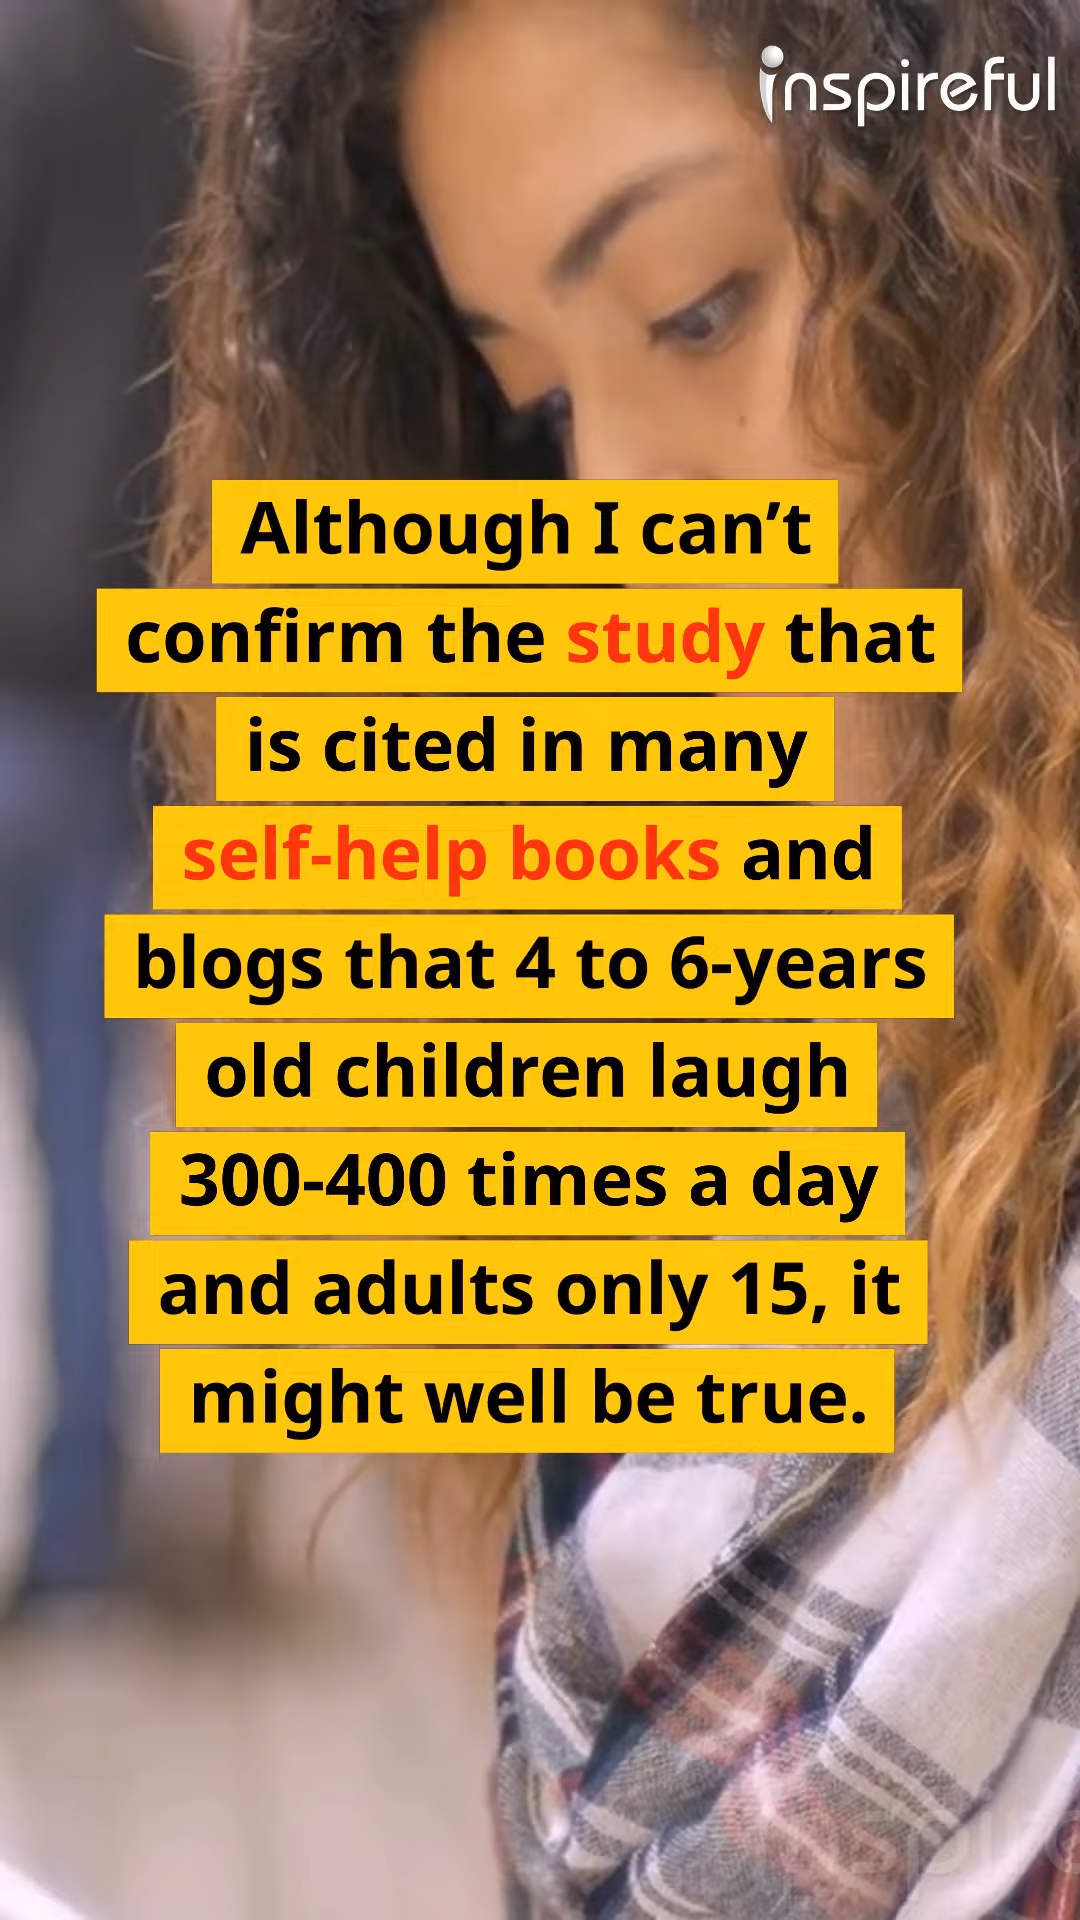 inspireful
Although I can’t
confirm the study that
is cited in many
self-help books and
blogs that 4 to 6-years
old children laugh
300-400 times a day
and adults only 15, it
might well be true.